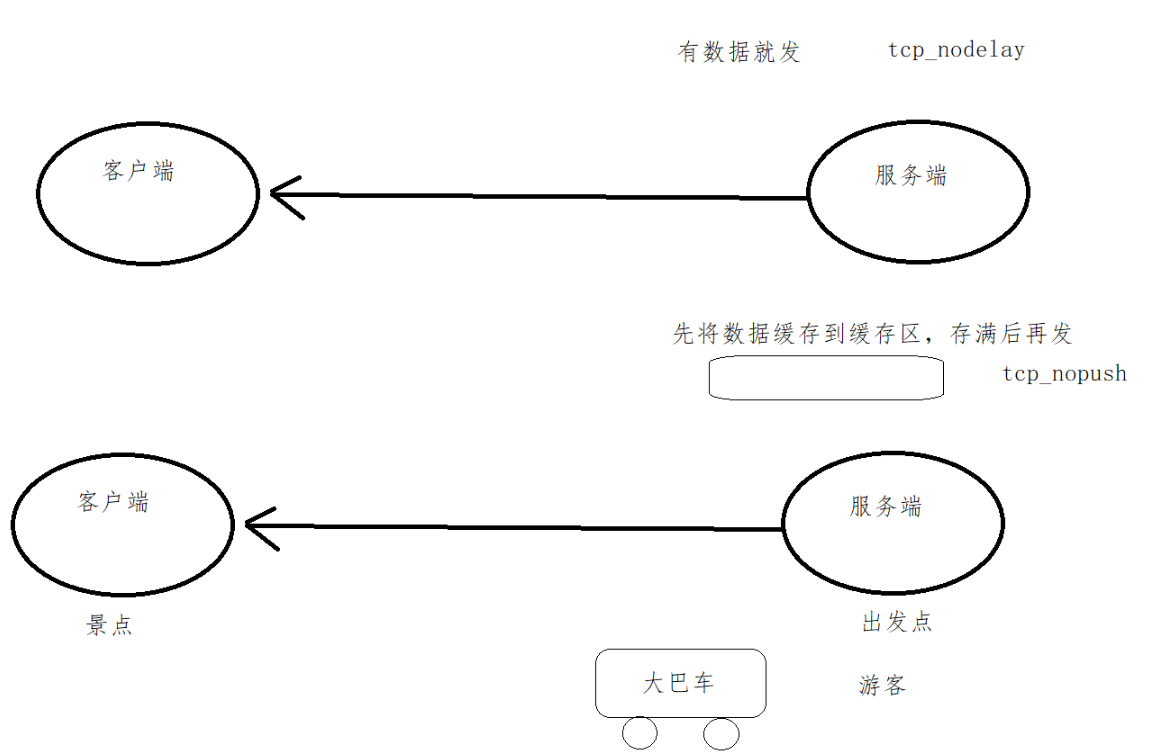 有数据就发 tcp_nodelay
客户端 服务端
先将数据缓存到缓存区，存满后再发
tcp_nopush
客户端 服务端
景点 出发点
大巴车 游客